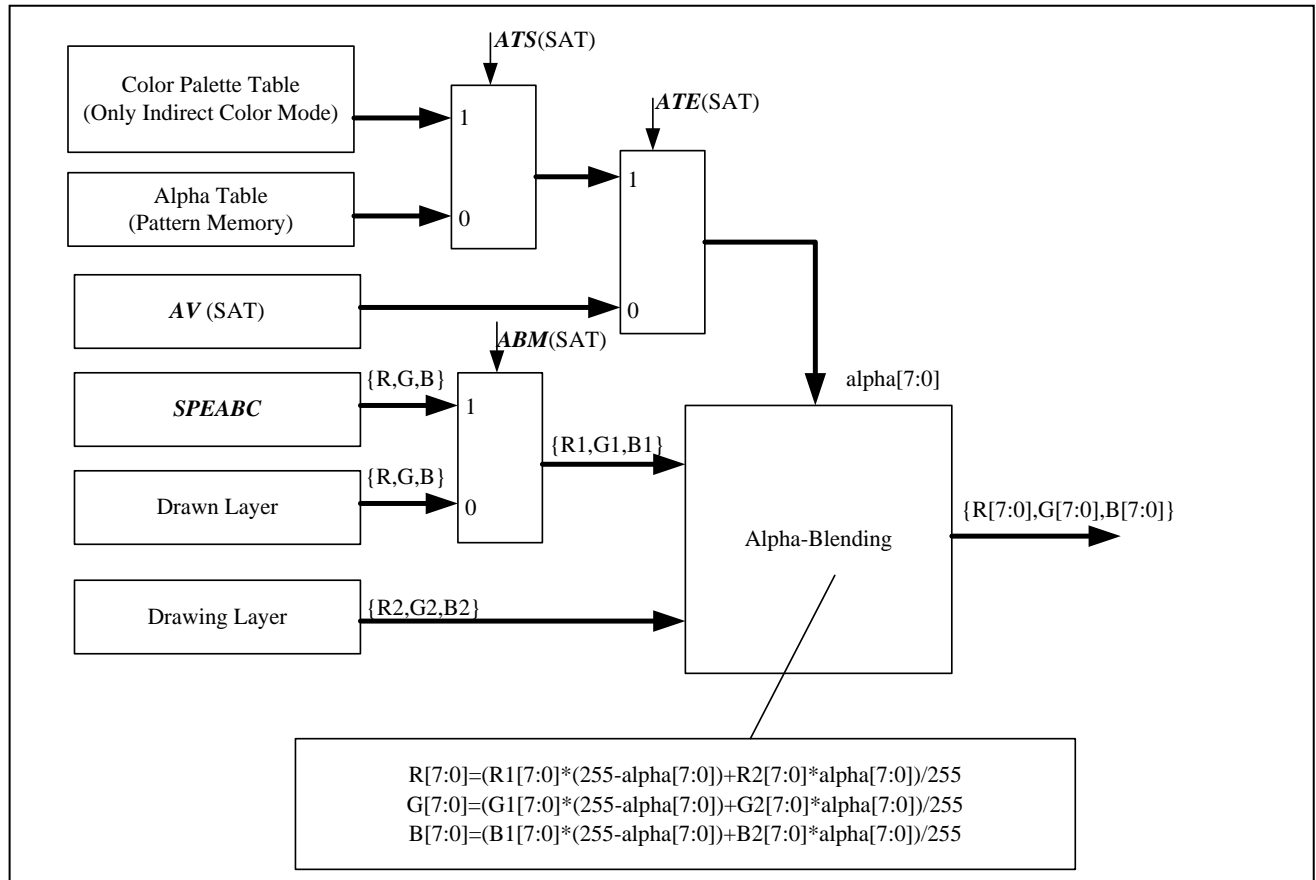 ATS(SAT)
Color Palette Table
(Only Indirect Color Mode)
1
ATE(SAT)
1
Alpha Table
(Pattern Memory)
0
AV (SAT)
0
ABM(SAT)
alpha[7:0]
{R,G,B}
SPEABC
1
{R1,G1,B1}
{R,G,B}
Drawn Layer
0
{R[7:0],G[7:0],B[7:0]}
Alpha-Blending
{R2,G2,B2}
Drawing Layer
R[7:0]=(R1[7:0]*(255-alpha[7:0])+R2[7:0]*alpha[7:0])/255
G[7:0]=(G1[7:0]*(255-alpha[7:0])+G2[7:0]*alpha[7:0])/255
B[7:0]=(B1[7:0]*(255-alpha[7:0])+B2[7:0]*alpha[7:0])/255